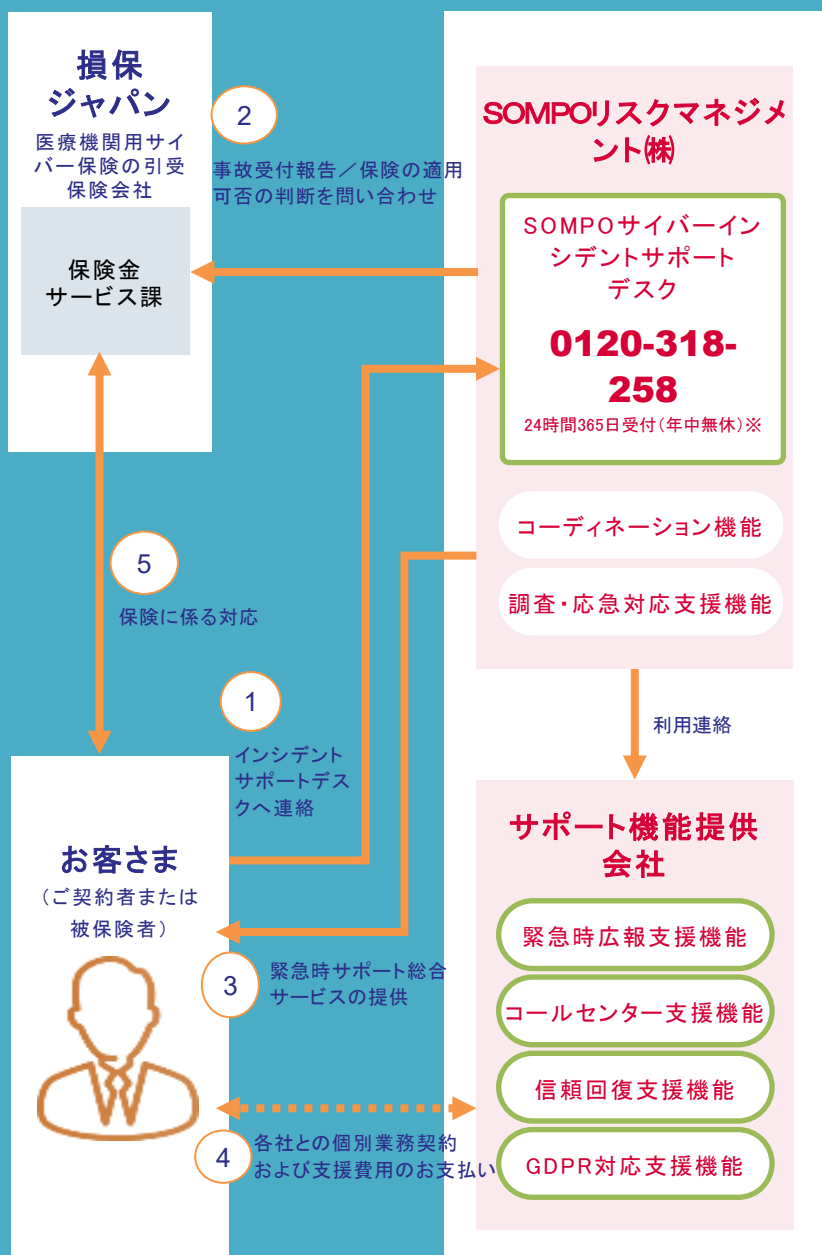 損保
ジャパン
医療機関用サイ
バー保険の引受
保険会社
保険金
サービス課
2
事故受付報告／保険の適用
可否の判断を問い合わせ
SOMPOリスクマネジメ
ント㈱
SOMPOサイバーイン
シデントサポート
デスク
0120-318-
258
24時間365日受付（年中無休）※
コーディネーション機能
調査・応急対応支援機能
5
保険に係る対応
1
インシデント
サポートデス
クへ連絡
利用連絡
お客さま
（ご契約者または
被保険者）
3
緊急時サポート総合
サービスの提供
4
各社との個別業務契約
および支援費用のお支払い
サポート機能提供
会社
緊急時広報支援機能
コールセンター支援機能
信頼回復支援機能
GDPR対応支援機能